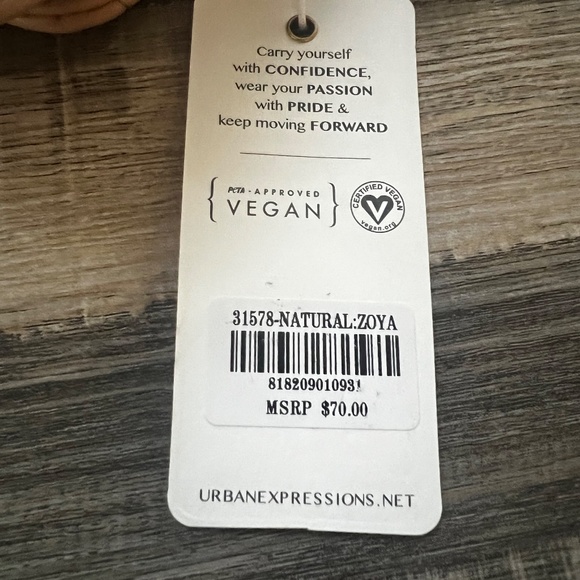 Carry yourself
with CONFIDENCE,
wear your PASSION
with PRIDE &
keep moving FORWARD
PETA - APPROVED
VEGAN
CERTIFIED VEGAN
vegan.org
31578-NATURAL:ZOYA
818209010931
MSRP $70.00
URBANEXPRESSIONS.NET